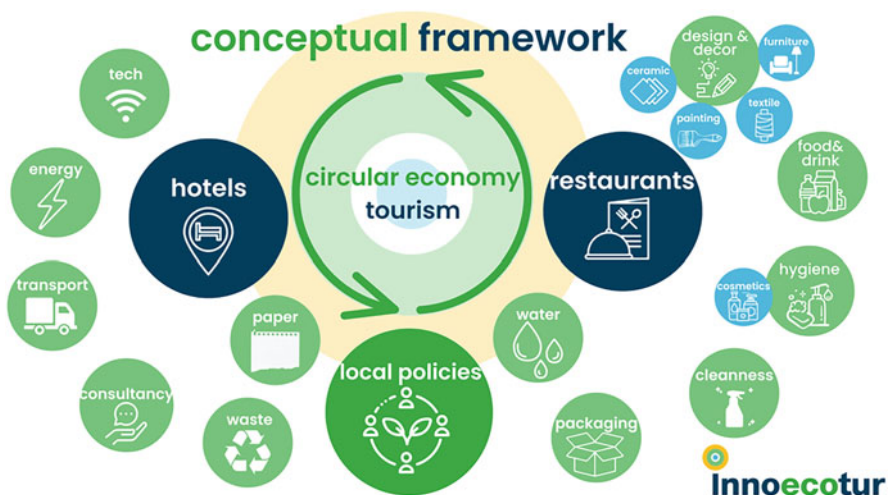 conceptual framework
tech
energy
transport
consultancy
hotels
paper
waste
circular economy
tourism
local policies
restaurants
water
packaging
design &
decor
furniture
ceramic
painting
textile
food&
drink
cosmetics
hygiene
cleanness
Innoecotur